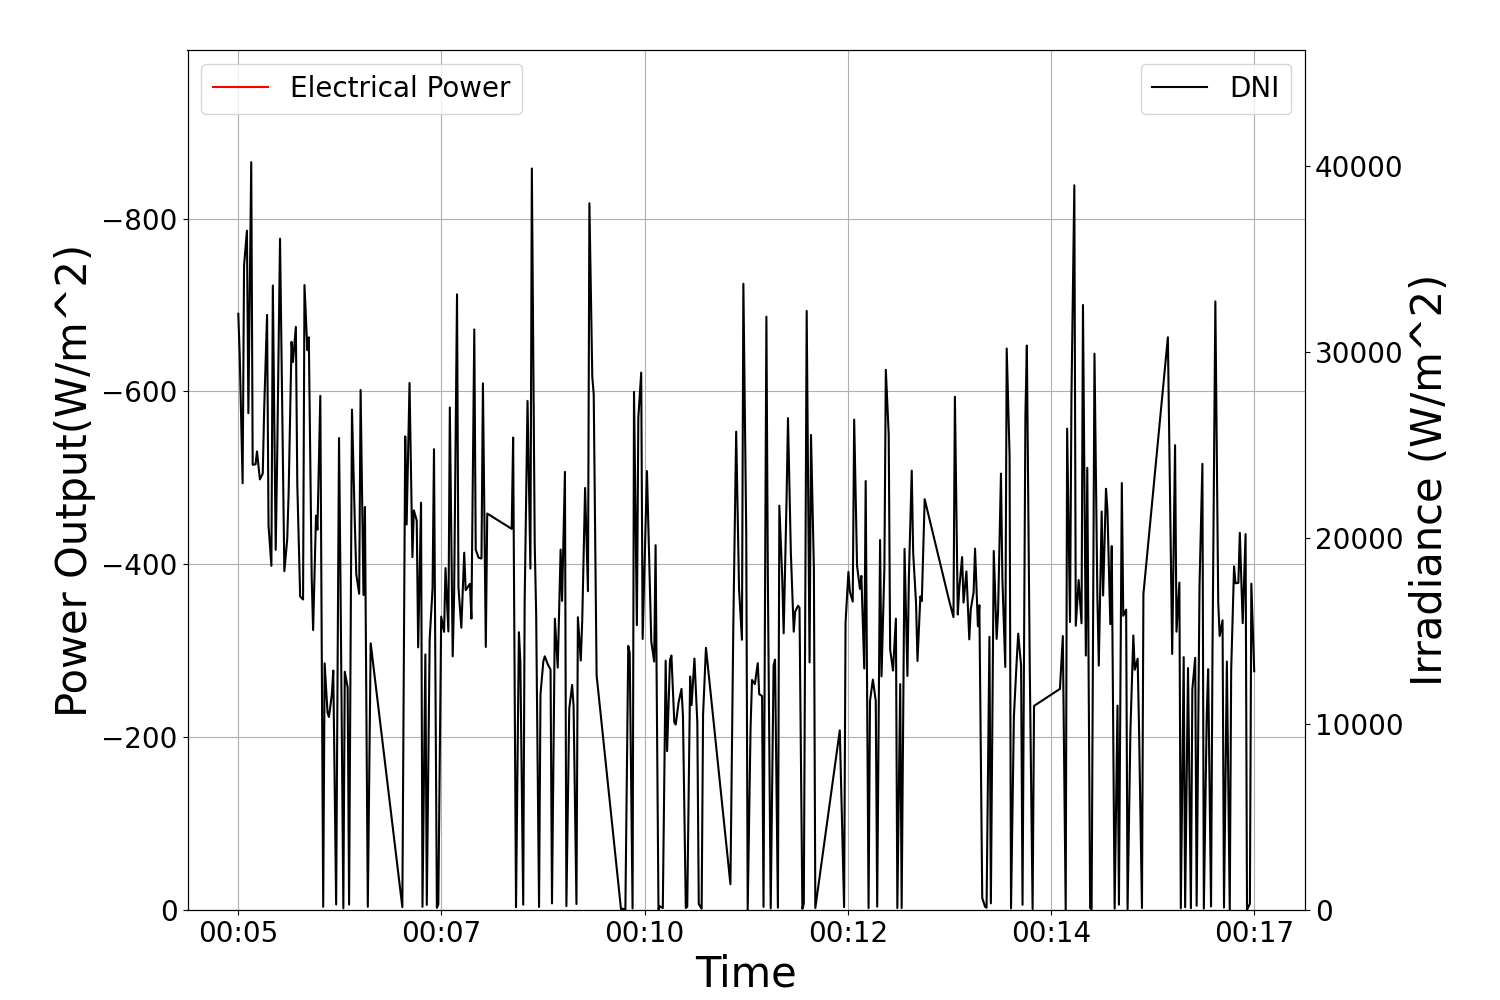 Electrical Power
DNI
Power Output(W/m^2)
−800
−600
−400
−200
0
40000
30000
20000
10000
0
Irradiance (W/m^2)
00:05 00:07 00:10 00:12 00:14 00:17
Time